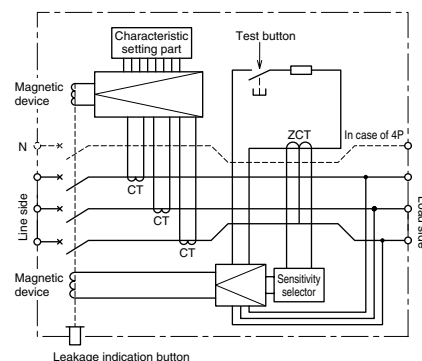 Characteristic
setting part
Test button
Magnetic
device
N
ZCT
In case of 4P
CT
Line side
CT
Load side
CT
Magnetic
device
Sensitivity
selector
Leakage indication button